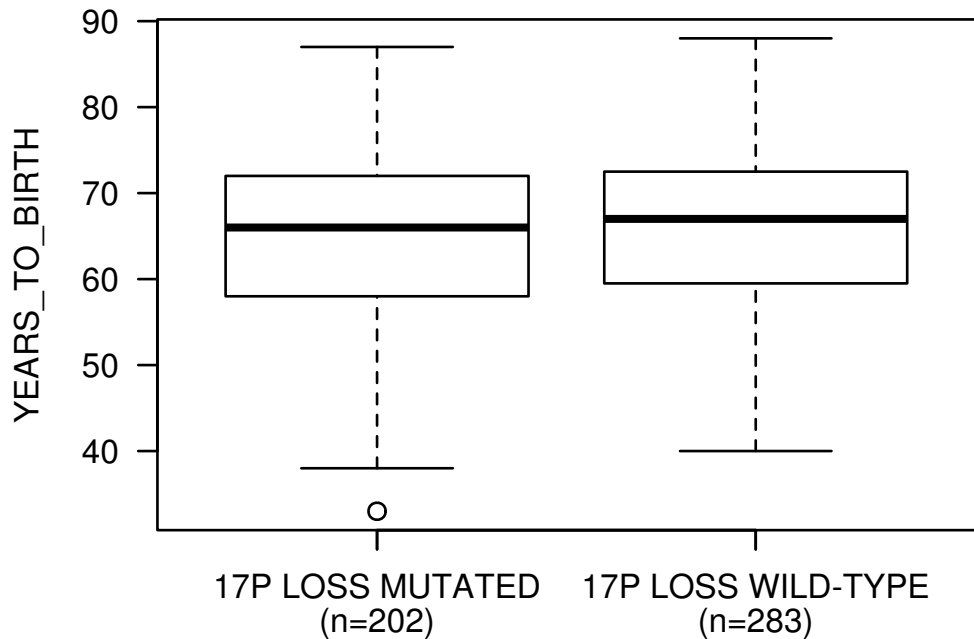 YEARS_TO_BIRTH
90
80
70
60
50
40
17P LOSS MUTATED
(n=202)
17P LOSS WILD-TYPE
(n=283)